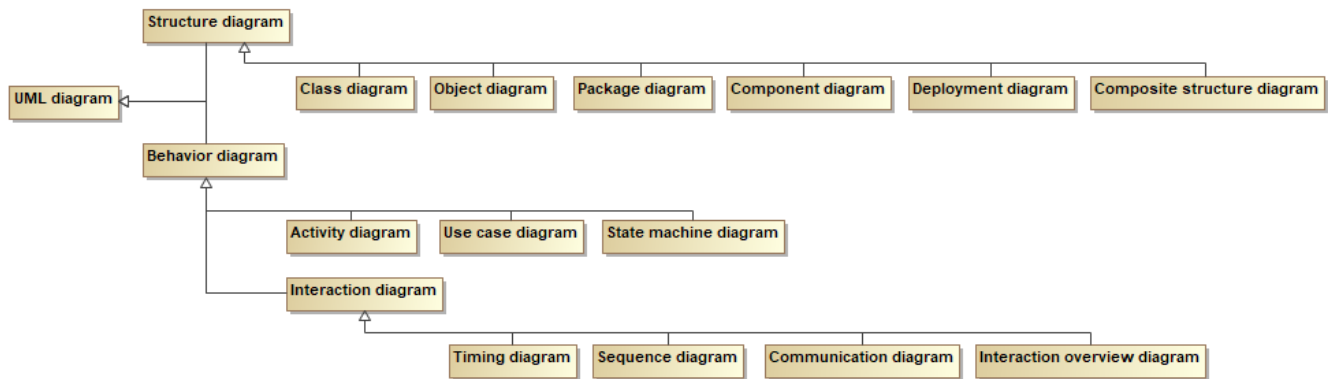 Structure diagram
Class diagram
Object diagram
Package diagram
Component diagram
Deployment diagram
Composite structure diagram
UML diagram
Behavior diagram
Activity diagram
Use case diagram
State machine diagram
Interaction diagram
Timing diagram
Sequence diagram
Communication diagram
Interaction overview diagram